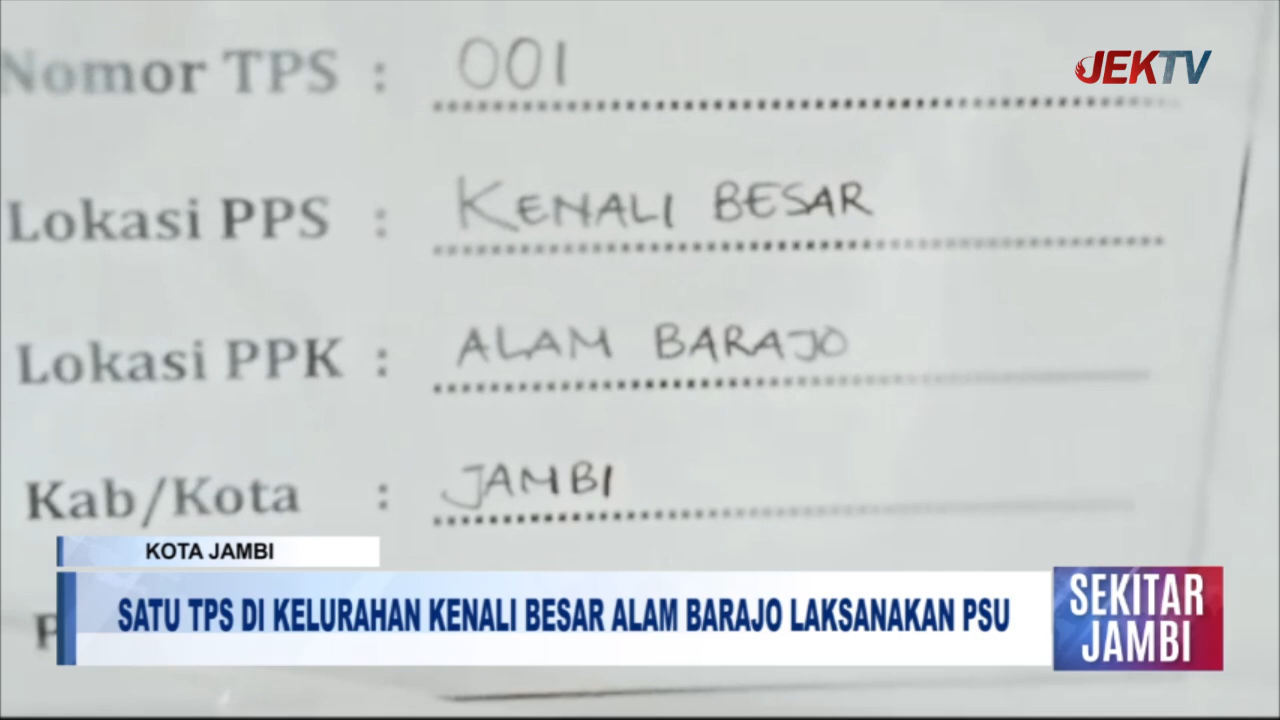 JEKTV
Nomor TPS : 001
Lokasi PPS : KENALI BESAR
Lokasi PPK : ALAM BARAJO
Kab/Kota : JAMBI
KOTA JAMBI
SATU TPS DI KELURAHAN KENALI BESAR ALAM BARAJO LAKSANAKAN PSU
SEKITAR
JAMBI